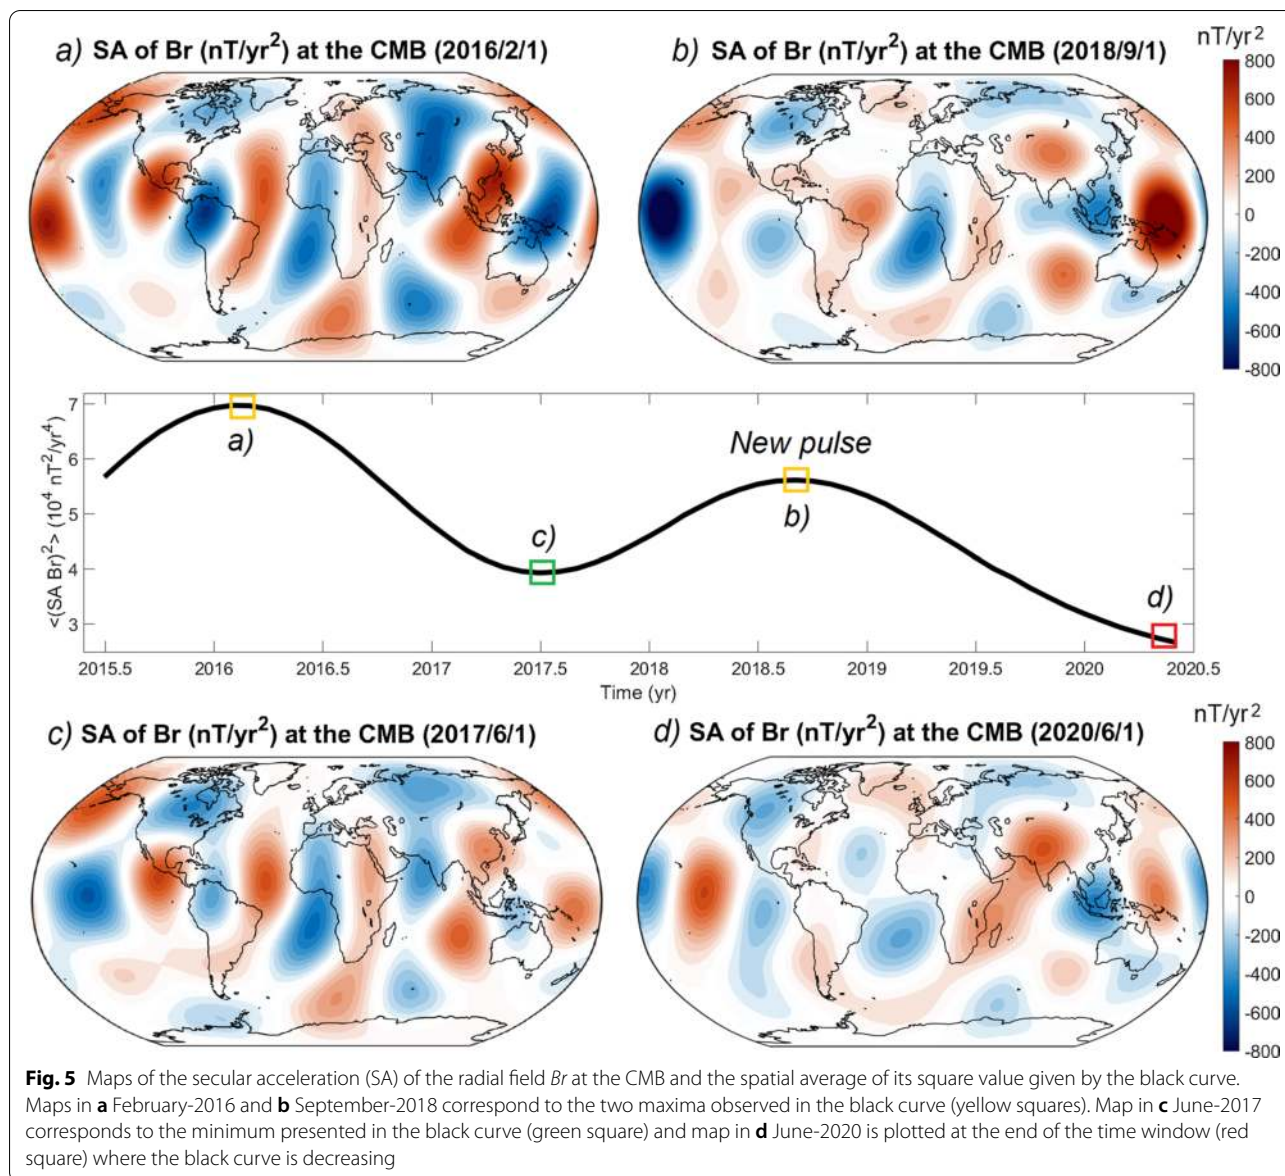 a) SA of Br (nT/yr²) at the CMB (2016/2/1)
b) SA of Br (nT/yr²) at the CMB (2018/9/1)
nT/yr²
800
600
400
200
0
-200
-400
-600
-800
<(SA Br)²> (10⁴ nT²/yr⁴)
7
6
5
4
3
a)
c)
New pulse
b)
d)
2015.5 2016 2016.5 2017 2017.5 2018 2018.5 2019 2019.5 2020 2020.5
Time (yr)
c) SA of Br (nT/yr²) at the CMB (2017/6/1)
d) SA of Br (nT/yr²) at the CMB (2020/6/1)
nT/yr²
800
600
400
200
0
-200
-400
-600
-800
Fig. 5 Maps of the secular acceleration (SA) of the radial field Br at the CMB and the spatial average of its square value given by the black curve.
Maps in a February-2016 and b September-2018 correspond to the two maxima observed in the black curve (yellow squares). Map in c June-2017
corresponds to the minimum presented in the black curve (green square) and map in d June-2020 is plotted at the end of the time window (red
square) where the black curve is decreasing